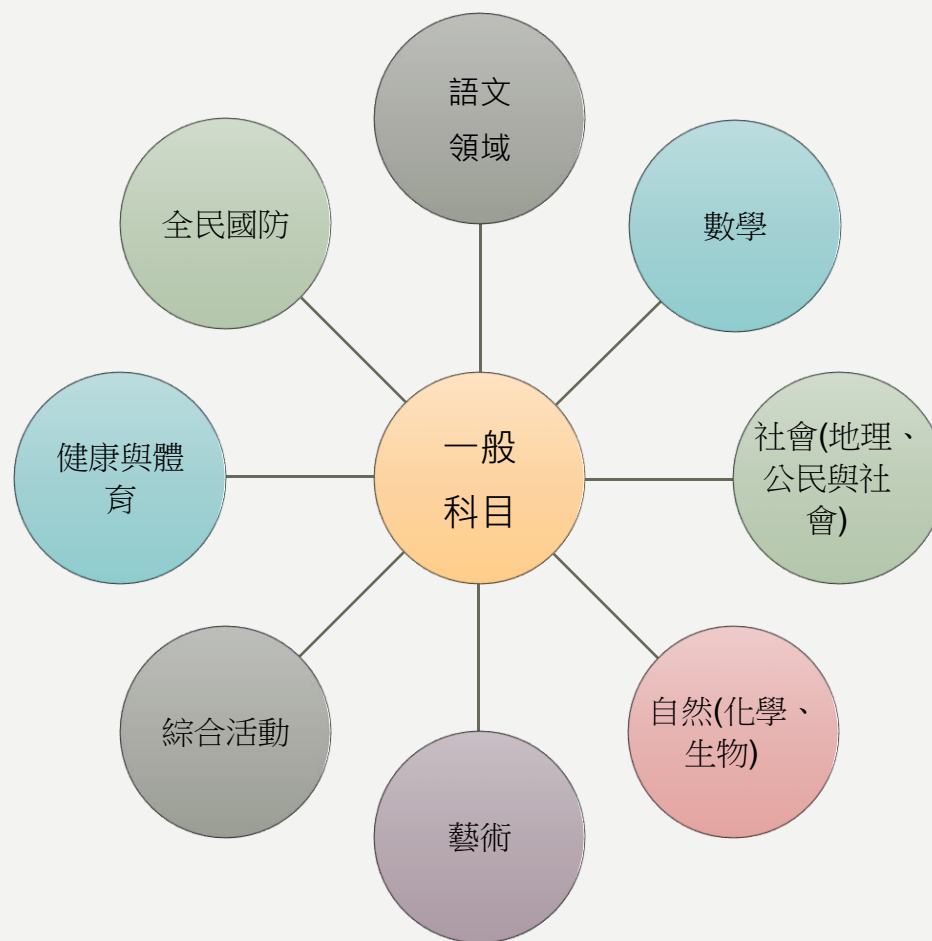 語文
領域
數學
社會(地理、
公民與社
會)
自然(化學、
生物)
藝術
綜合活動
健康與體
育
全民國防
一般
科目